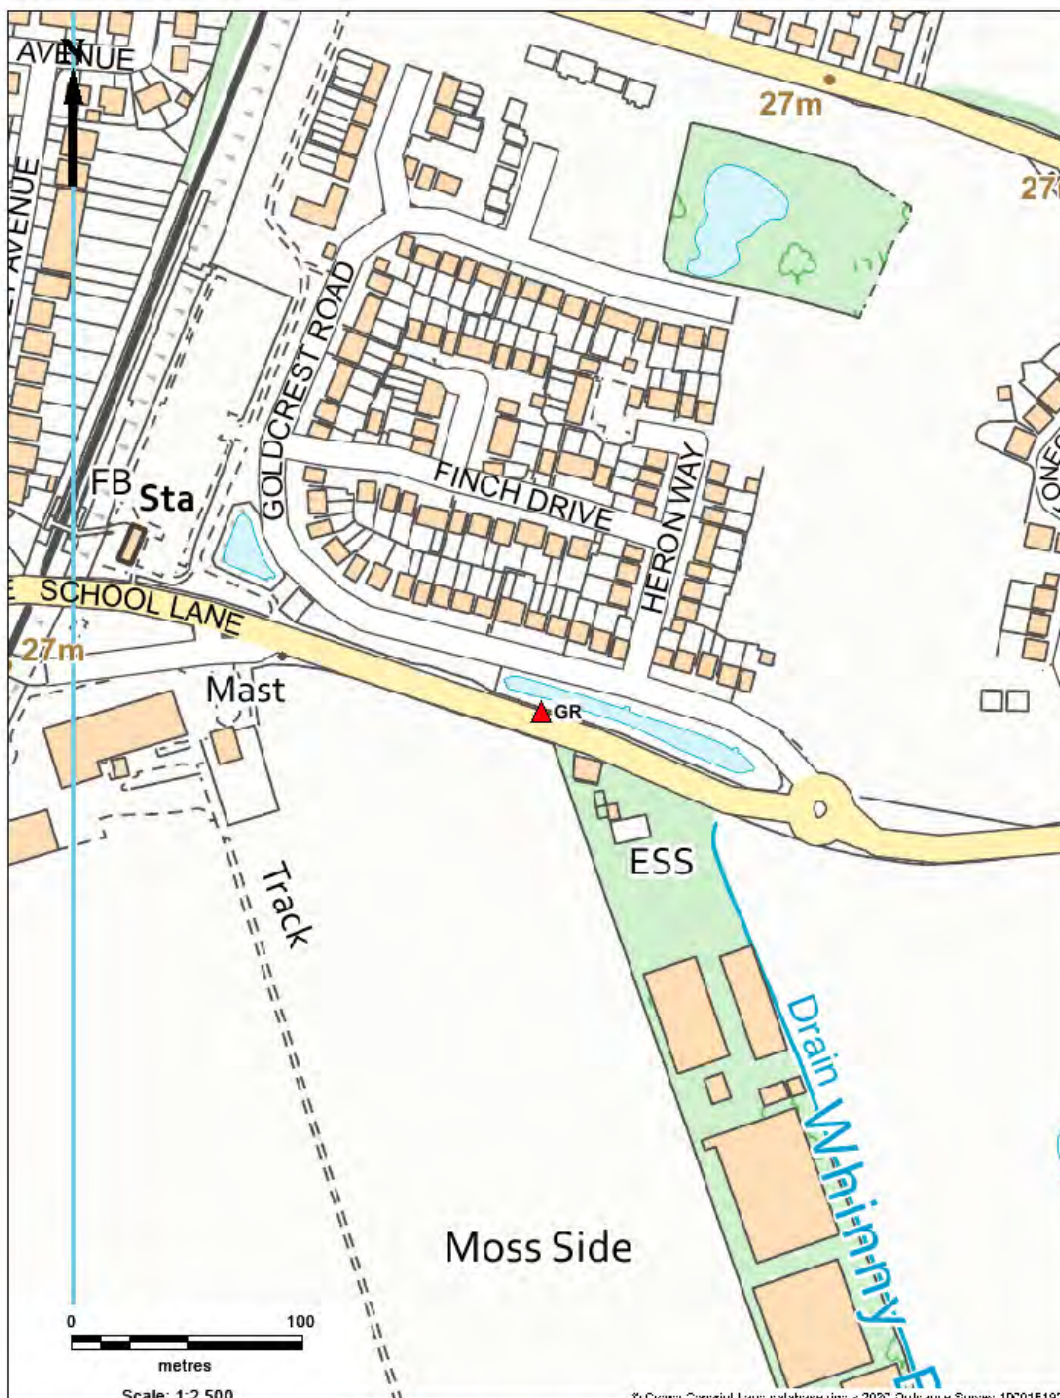 AVENUE
N
27m
27
AVENUE
GOLDCREST ROAD
FINCH DRIVE
HERON WAY
FB
Sta
SCHOOL LANE
27m
Mast
GR
ESS
Track
Drain
Whinny
Moss Side
0 100
metres
Scale: 1:2,500